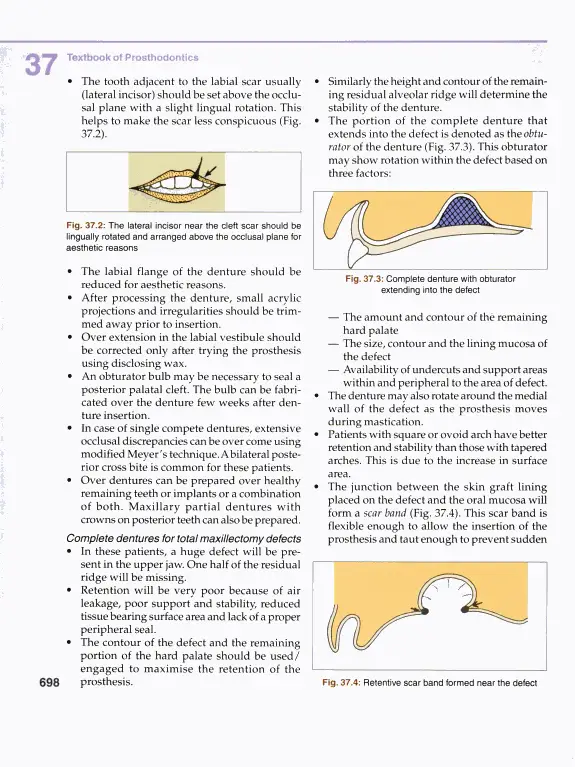 37
Textbook of Prosthodontics
• The tooth adjacent to the labial scar usually
(lateral incisor) should be set above the occlu-
sal plane with a slight lingual rotation. This
helps to make the scar less conspicuous (Fig.
37.2).
Fig. 37.2: The lateral incisor near the cleft scar should be
lingually rotated and arranged above the occlusal plane for
aesthetic reasons
• The labial flange of the denture should be
reduced for aesthetic reasons.
• After processing the denture, small acrylic
projections and irregularities should be trim-
med away prior to insertion.
• Over extension in the labial vestibule should
be corrected only after trying the prosthesis
using disclosing wax.
• An obturator bulb may be necessary to seal a
posterior palatal cleft. The bulb can be fabri-
cated over the denture few weeks after den-
ture insertion.
• In case of single compete dentures, extensive
occlusal discrepancies can be over come using
modified Meyer's technique. A bilateral poste-
rior cross bite is common for these patients.
• Over dentures can be prepared over healthy
remaining teeth or implants or a combination
of both. Maxillary partial dentures with
crowns on posterior teeth can also be prepared.
Complete dentures for total maxillectomy defects
• In these patients, a huge defect will be pre-
sent in the upper jaw. One half of the residual
ridge will be missing.
• Retention will be very poor because of air
leakage, poor support and stability, reduced
tissue bearing surface area and lack of a proper
peripheral seal.
• The contour of the defect and the remaining
portion of the hard palate should be used/
engaged to maximise the retention of the
prosthesis.
698
• Similarly the height and contour of the remain-
ing residual alveolar ridge will determine the
stability of the denture.
• The portion of the complete denture that
extends into the defect is denoted as the obtu-
rator of the denture (Fig. 37.3). This obturator
may show rotation within the defect based on
three factors:
Fig. 37.3: Complete denture with obturator
extending into the defect
— The amount and contour of the remaining
hard palate
— The size, contour and the lining mucosa of
the defect
— Availability of undercuts and support areas
within and peripheral to the area of defect.
• The denture may also rotate around the medial
wall of the defect as the prosthesis moves
during mastication.
• Patients with square or ovoid arch have better
retention and stability than those with tapered
arches. This is due to the increase in surface
area.
• The junction between the skin graft lining
placed on the defect and the oral mucosa will
form a scar band (Fig. 37.4). This scar band is
flexible enough to allow the insertion of the
prosthesis and taut enough to prevent sudden
Fig. 37.4: Retentive scar band formed near the defect